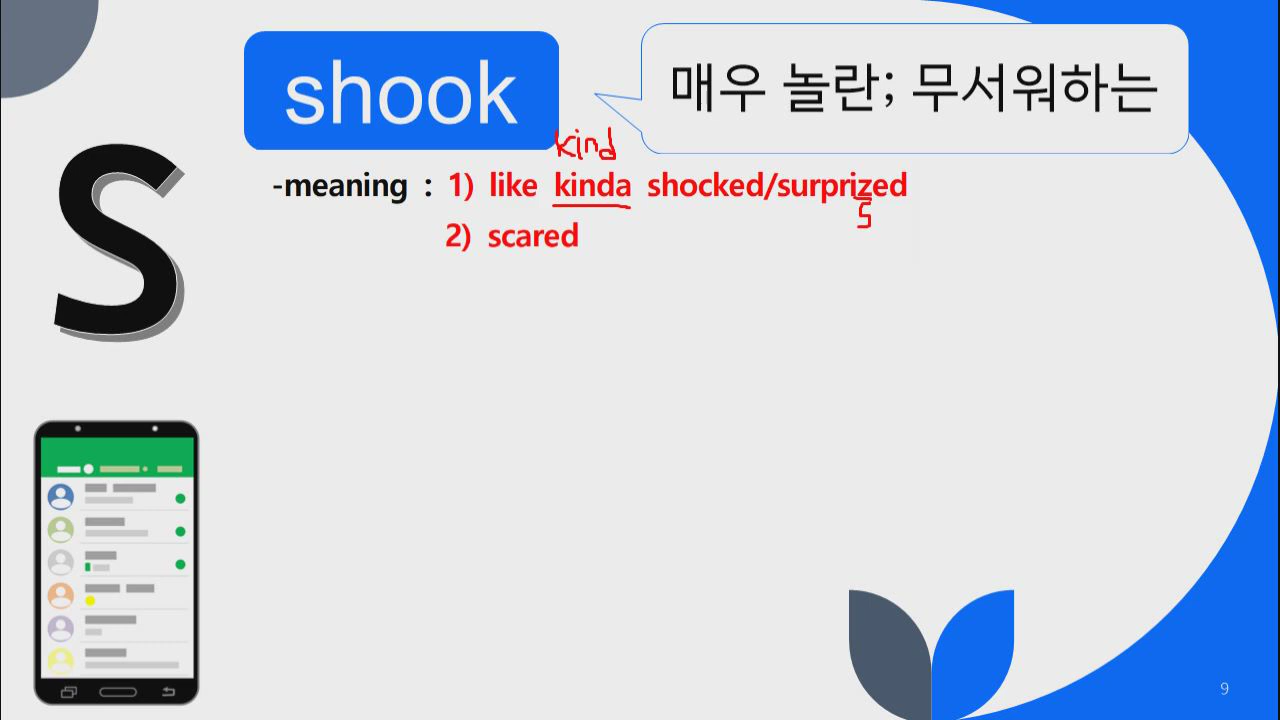 shook
매우 놀란; 무서워하는
S
kind
-meaning : 1) like kinda shocked/surprized
s
2) scared
9